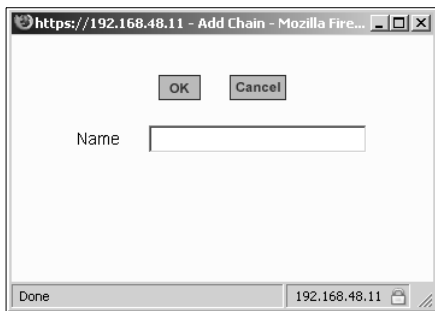 https://192.168.48.11 - Add Chain - Mozilla Fire...
OK Cancel
Name
Done 192.168.48.11